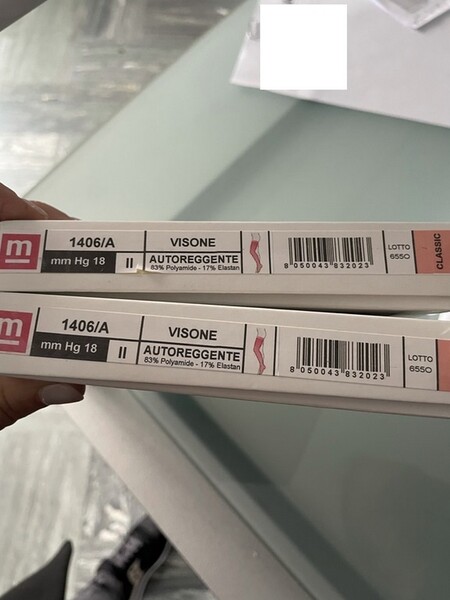 m
1406/A
VISONE
mm Hg 18
II
AUTOREGGENTE
83% Polyamide - 17% Elastan
8 050043 832023
LOTTO
6550
CLASSIC
m
1406/A
VISONE
mm Hg 18
II
AUTOREGGENTE
83% Polyamide - 17% Elastan
8 050043 832023
LOTTO
6550